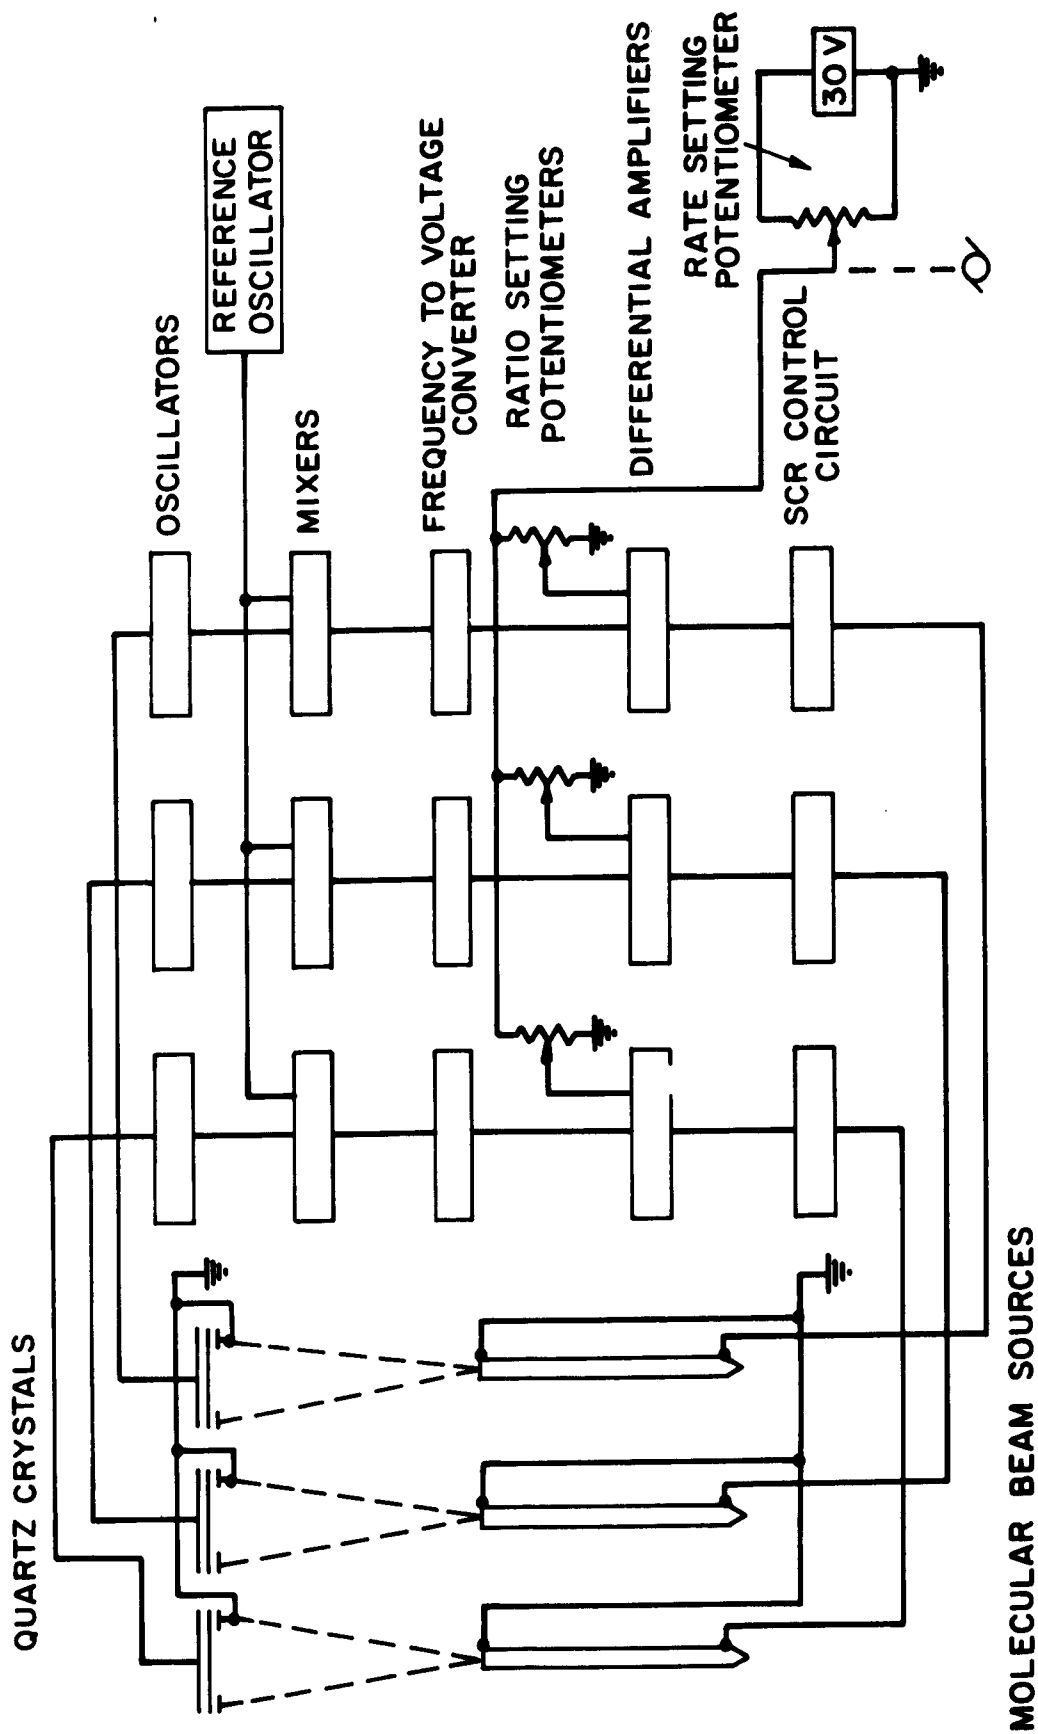 QUARTZ CRYSTALS
OSCILLATORS
REFERENCE
OSCILLATOR
MIXERS
FREQUENCY TO VOLTAGE
CONVERTER
RATIO SETTING
POTENTIOMETERS
DIFFERENTIAL AMPLIFIERS
RATE SETTING
POTENTIOMETER
30 V
SCR CONTROL
CIRCUIT
MOLECULAR BEAM SOURCES